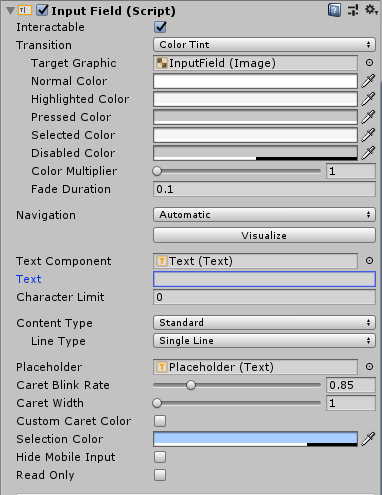 Input Field (Script)
Interactable
Transition Color Tint
Target Graphic InputField (Image)
Normal Color
Highlighted Color
Pressed Color
Selected Color
Disabled Color
Color Multiplier 1
Fade Duration 0.1
Navigation Automatic
Visualize
Text Component T Text (Text)
Text
Character Limit 0
Content Type Standard
Line Type Single Line
Placeholder T Placeholder (Text)
Caret Blink Rate 0.85
Caret Width 1
Custom Caret Color
Selection Color
Hide Mobile Input
Read Only